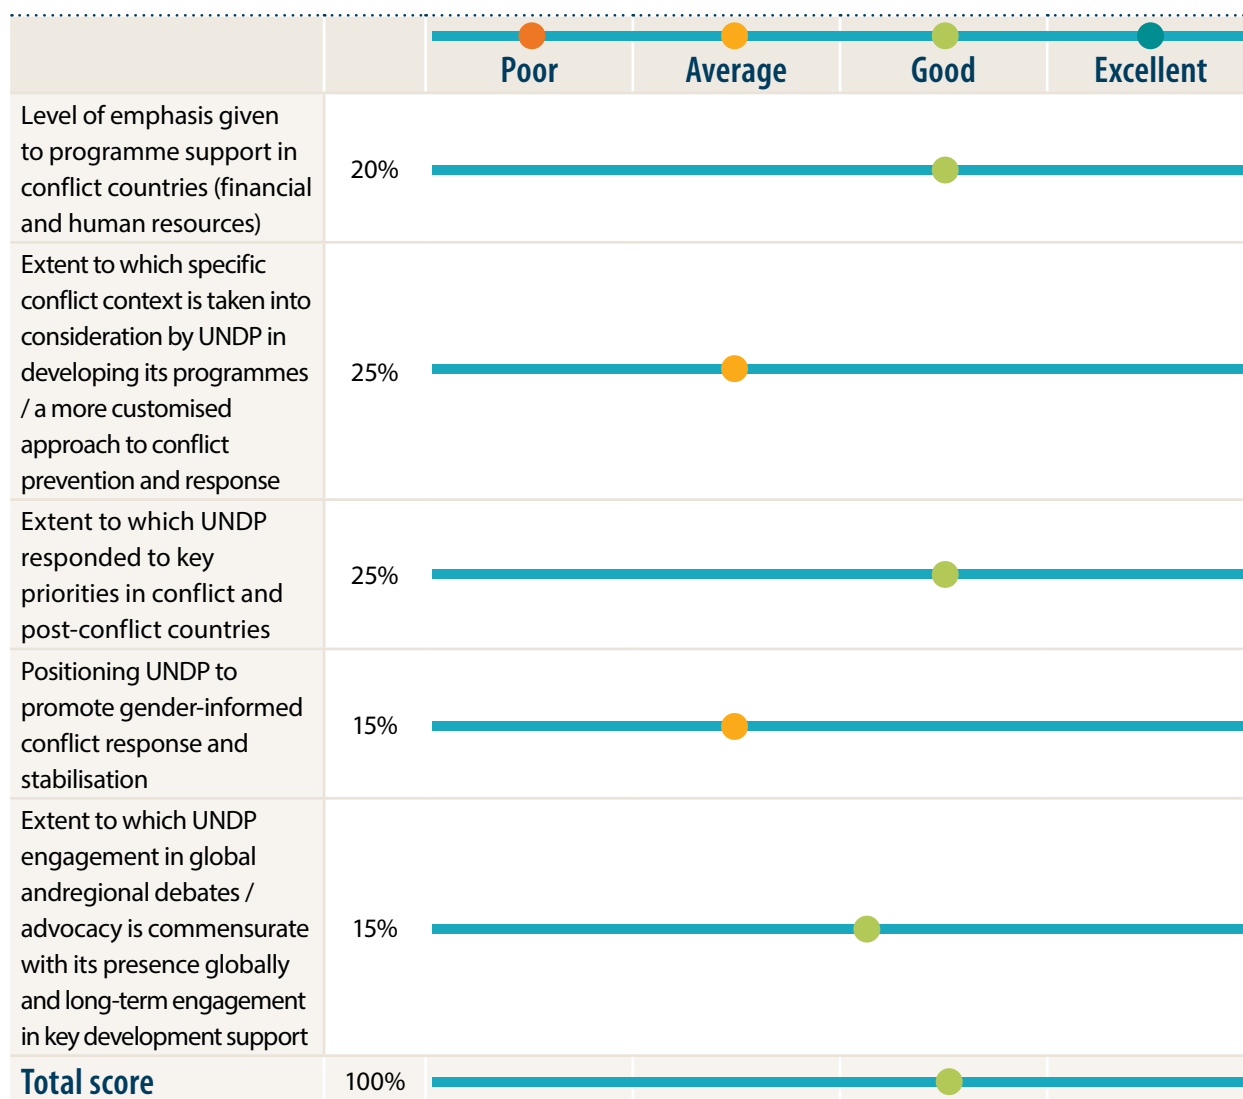 Poor Average Good Excellent
Level of emphasis given
to programme support in
conflict countries (financial
and human resources)
20%
Extent to which specific
conflict context is taken into
consideration by UNDP in
developing its programmes
/ a more customised
approach to conflict
prevention and response
25%
Extent to which UNDP
responded to key
priorities in conflict and
post-conflict countries
25%
Positioning UNDP to
promote gender-informed
conflict response and
stabilisation
15%
Extent to which UNDP
engagement in global
andregional debates /
advocacy is commensurate
with its presence globally
and long-term engagement
in key development support
15%
Total score 100%